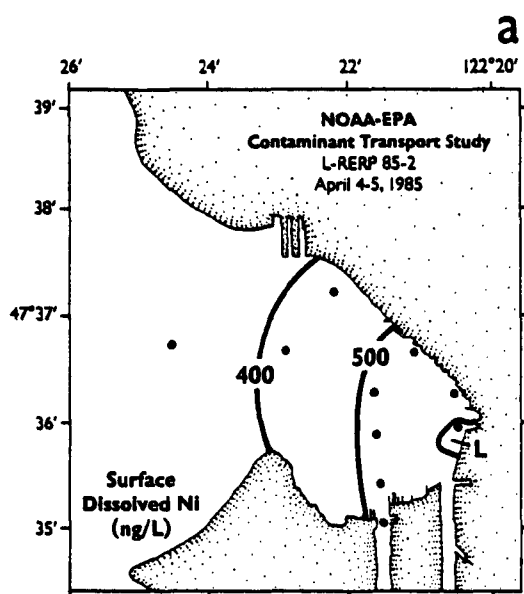 a
26' 24' 22' 122°20'
39'
NOAA-EPA
Contaminant Transport Study
L-RERP 85-2
April 4-5, 1985
38'
47°37'
500
400
36'
L
Surface
Dissolved Ni
(ng/L)
35'